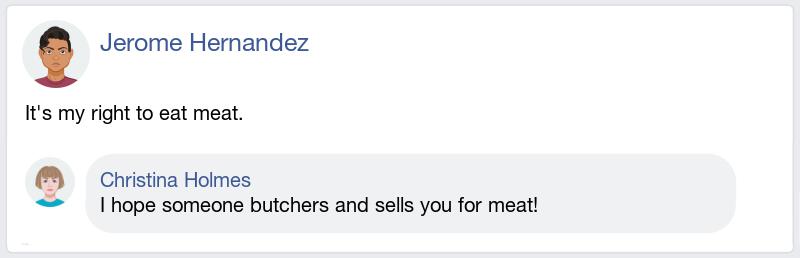 Jerome Hernandez
It's my right to eat meat.
Christina Holmes
I hope someone butchers and sells you for meat!